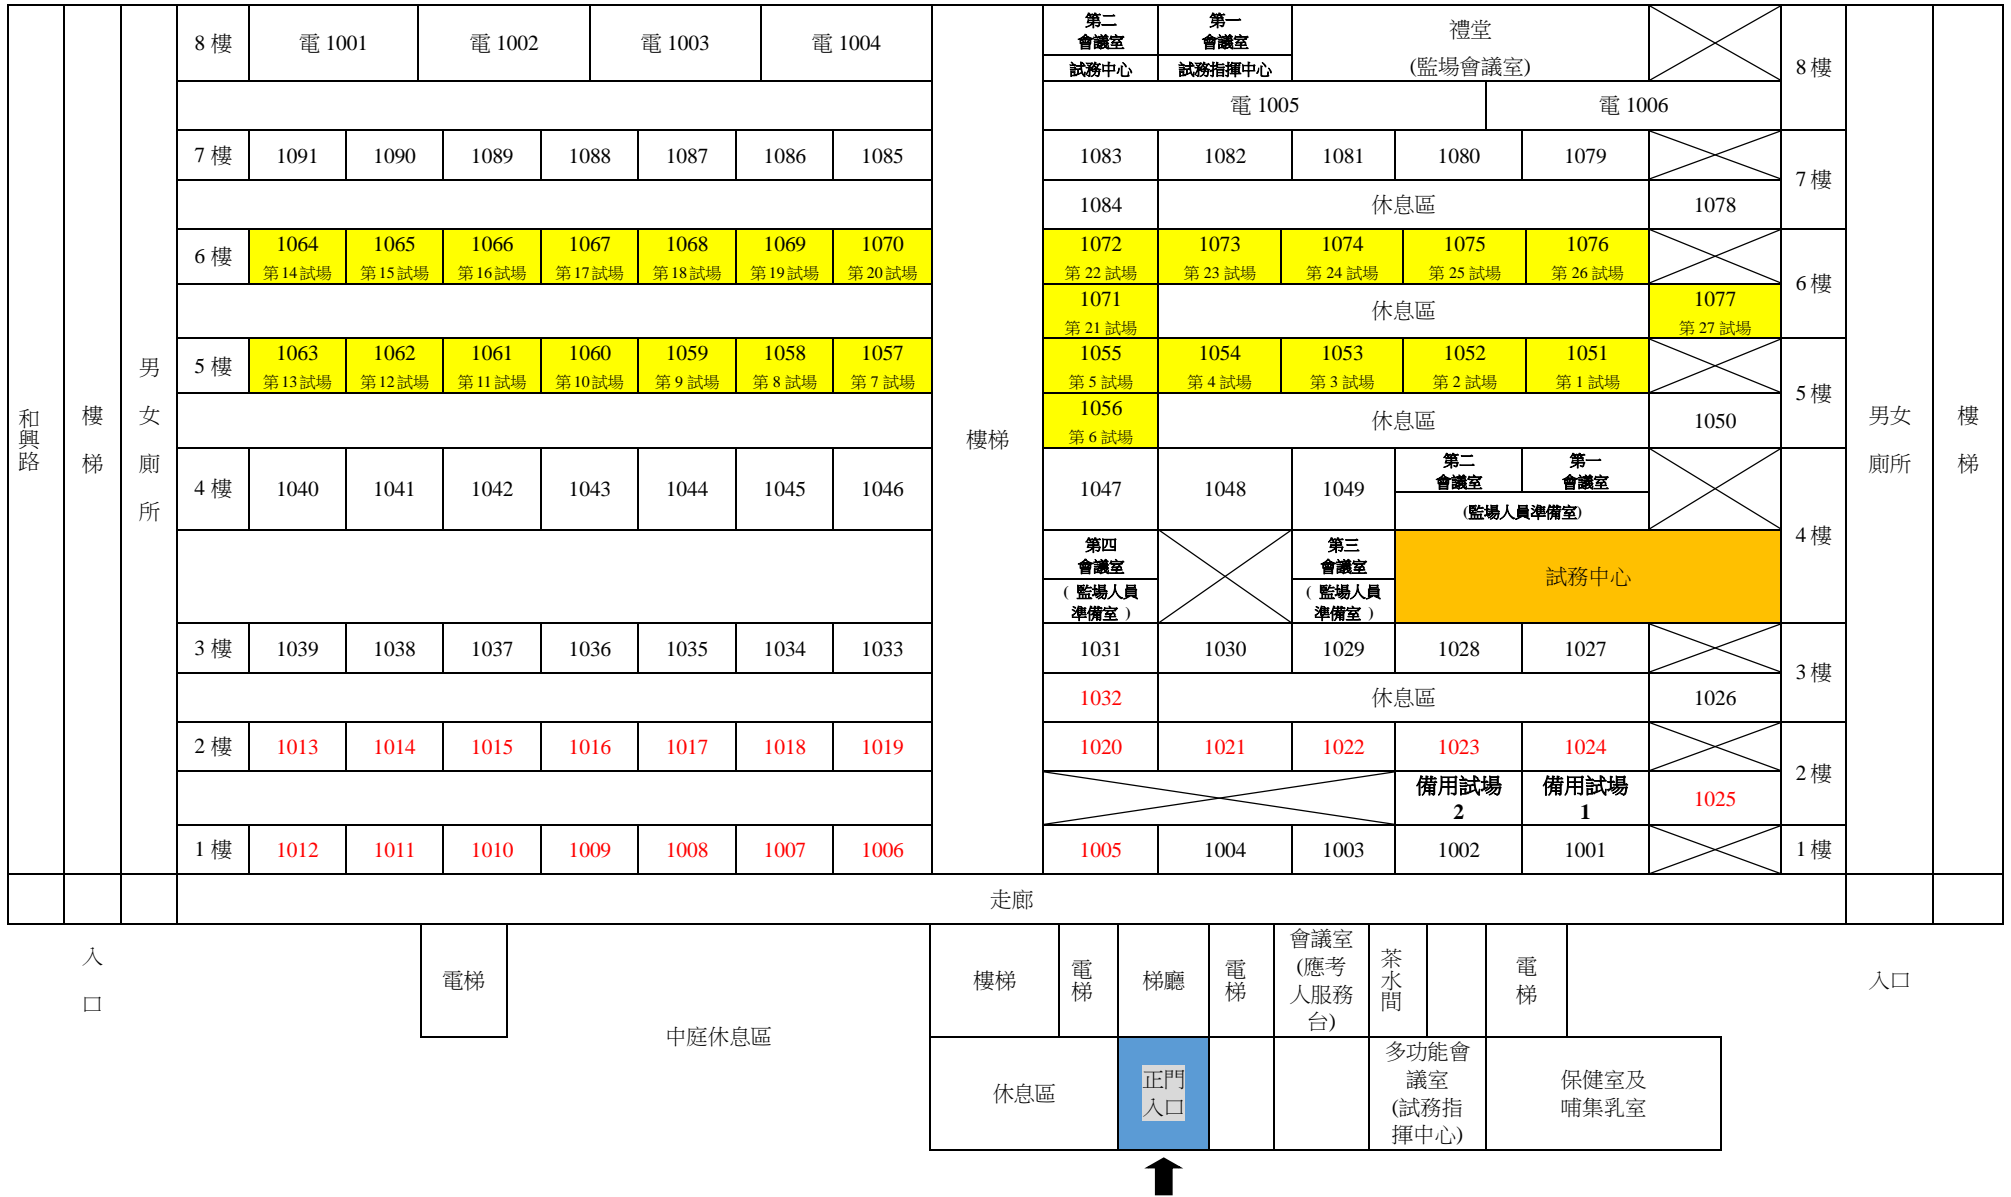 8 樓 電 1001 電 1002 電 1003 電 1004 第二 會議室 試務中心 第一 會議室 試務指揮中心 禮堂 (監場會議室) 8 樓
電 1005 電 1006
7 樓 1091 1090 1089 1088 1087 1086 1085 1083 1082 1081 1080 1079 7 樓
1084 休息區 1078
6 樓 1064 1065 1066 1067 1068 1069 1070 1072 1073 1074 1075 1076 6 樓
第 14 試場 第 15 試場 第 16 試場 第 17 試場 第 18 試場 第 19 試場 第 20 試場 第 22 試場 第 23 試場 第 24 試場 第 25 試場 第 26 試場
1071 休息區 1077
第 21 試場 第 27 試場
5 樓 1063 1062 1061 1060 1059 1058 1057 1055 1054 1053 1052 1051 5 樓
第 13 試場 第 12 試場 第 11 試場 第 10 試場 第 9 試場 第 8 試場 第 7 試場 第 5 試場 第 4 試場 第 3 試場 第 2 試場 第 1 試場
1056 休息區 1050
第 6 試場
和興路 樓梯 男女廁所 樓梯 男女廁所 樓梯
4 樓 1040 1041 1042 1043 1044 1045 1046 1047 1048 1049 第二 會議室 第一 會議室 4 樓
(監場人員準備室)
第四 會議室 第三 會議室 試務中心
( 監場人員 準備室 ) ( 監場人員 準備室 )
3 樓 1039 1038 1037 1036 1035 1034 1033 1031 1030 1029 1028 1027 3 樓
1032 休息區 1026
2 樓 1013 1014 1015 1016 1017 1018 1019 1020 1021 1022 1023 1024 2 樓
備用試場 2 備用試場 1 1025
1 樓 1012 1011 1010 1009 1008 1007 1006 1005 1004 1003 1002 1001 1 樓
走廊
入口 電梯 樓梯 電梯 梯廳 電梯 會議室 (應考 人服務 台) 茶水間 電梯 入口
中庭休息區
休息區 正門 入口 多功能會 議室 (試務指 揮中心) 保健室及 哺集乳室